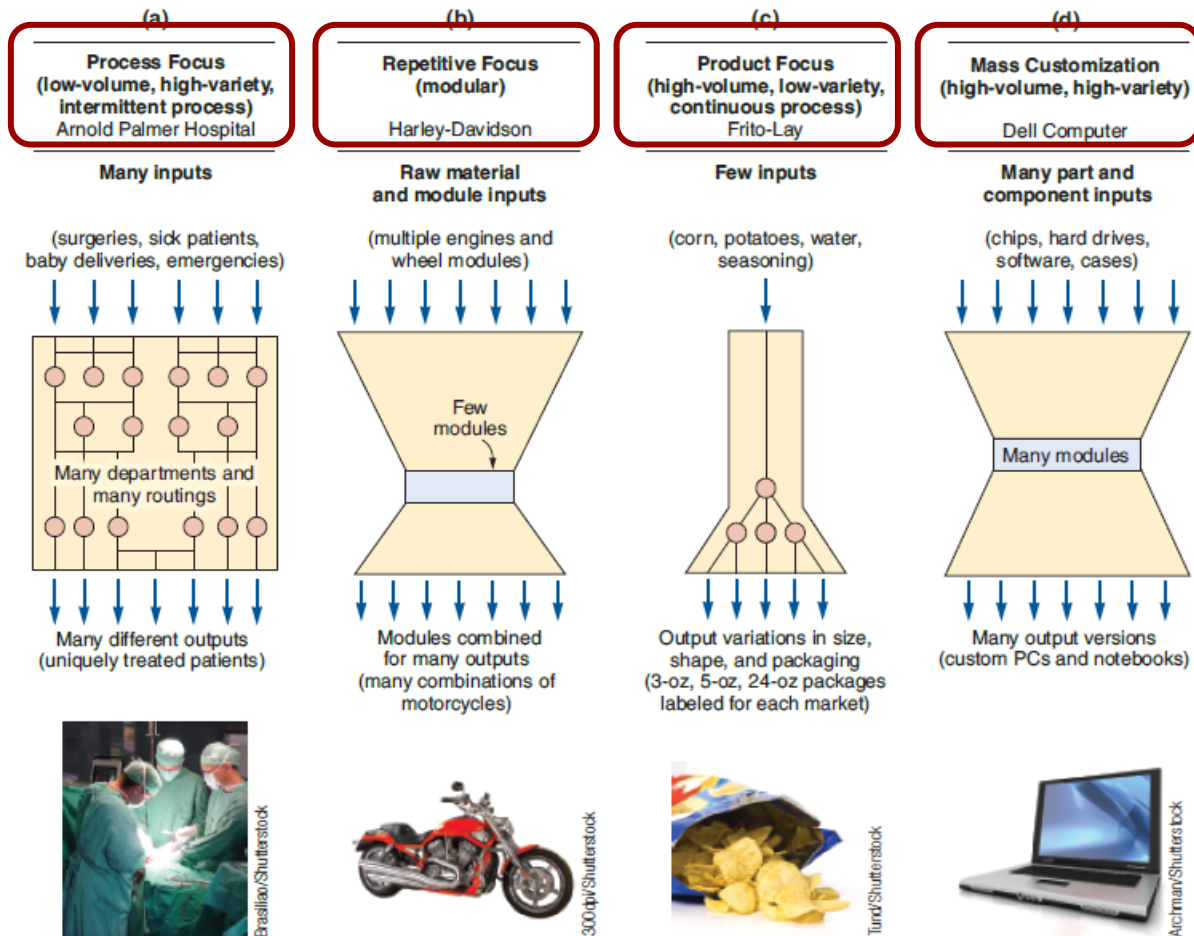 (a)
Process Focus
(low-volume, high-variety,
intermittent process)
Arnold Palmer Hospital
Many inputs
(surgeries, sick patients,
baby deliveries, emergencies)
Many departments and
many routings
Many different outputs
(uniquely treated patients)
Brasiliao/Shutterstock
(b)
Repetitive Focus
(modular)
Harley-Davidson
Raw material
and module inputs
(multiple engines and
wheel modules)
Few
modules
Modules combined
for many outputs
(many combinations of
motorcycles)
300dpi/Shutterstock
(c)
Product Focus
(high-volume, low-variety,
continuous process)
Frito-Lay
Few inputs
(corn, potatoes, water,
seasoning)
Output variations in size,
shape, and packaging
(3-oz, 5-oz, 24-oz packages
labeled for each market)
Tund/Shutterstock
(d)
Mass Customization
(high-volume, high-variety)
Dell Computer
Many part and
component inputs
(chips, hard drives,
software, cases)
Many modules
Many output versions
(custom PCs and notebooks)
Archman/Shutterstock